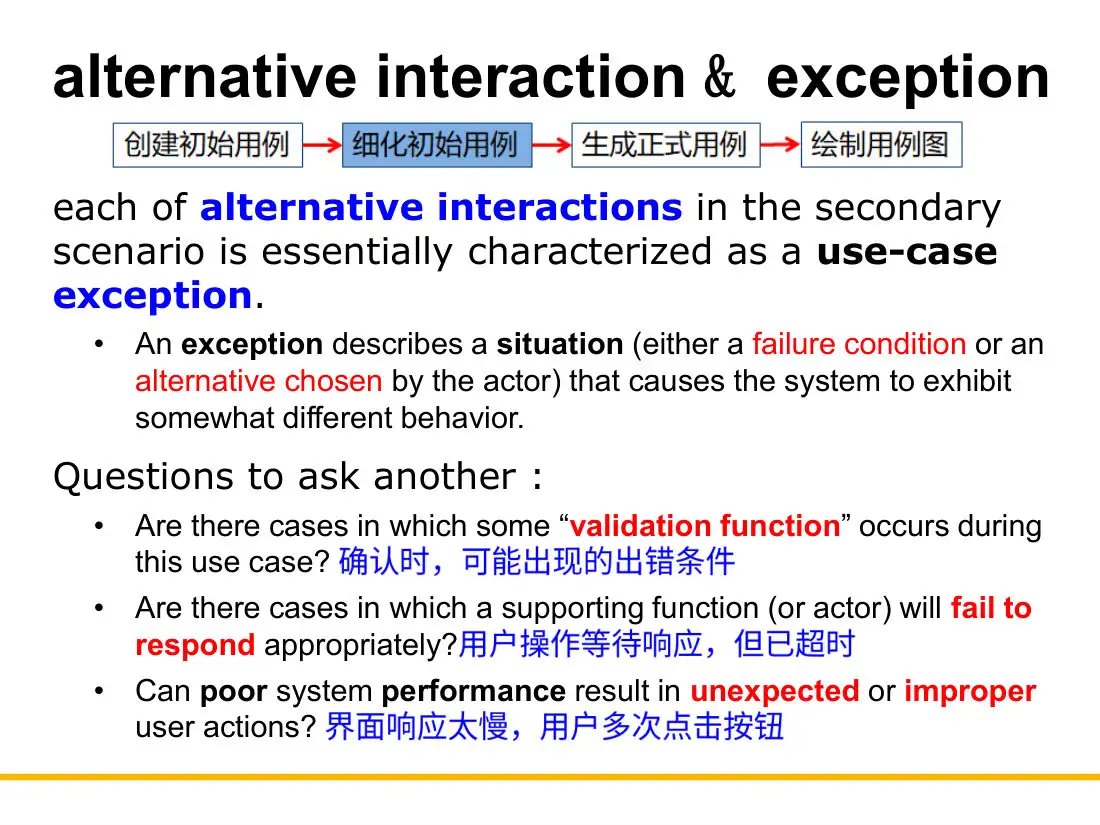 alternative interaction & exception
创建初始用例 细化初始用例 生成正式用例 绘制用例图
each of alternative interactions in the secondary
scenario is essentially characterized as a use-case
exception.
• An exception describes a situation (either a failure condition or an
alternative chosen by the actor) that causes the system to exhibit
somewhat different behavior.
Questions to ask another :
• Are there cases in which some “validation function” occurs during
this use case? 确认时，可能出现的出错条件
• Are there cases in which a supporting function (or actor) will fail to
respond appropriately?用户操作等待响应，但已超时
• Can poor system performance result in unexpected or improper
user actions? 界面响应太慢，用户多次点击按钮